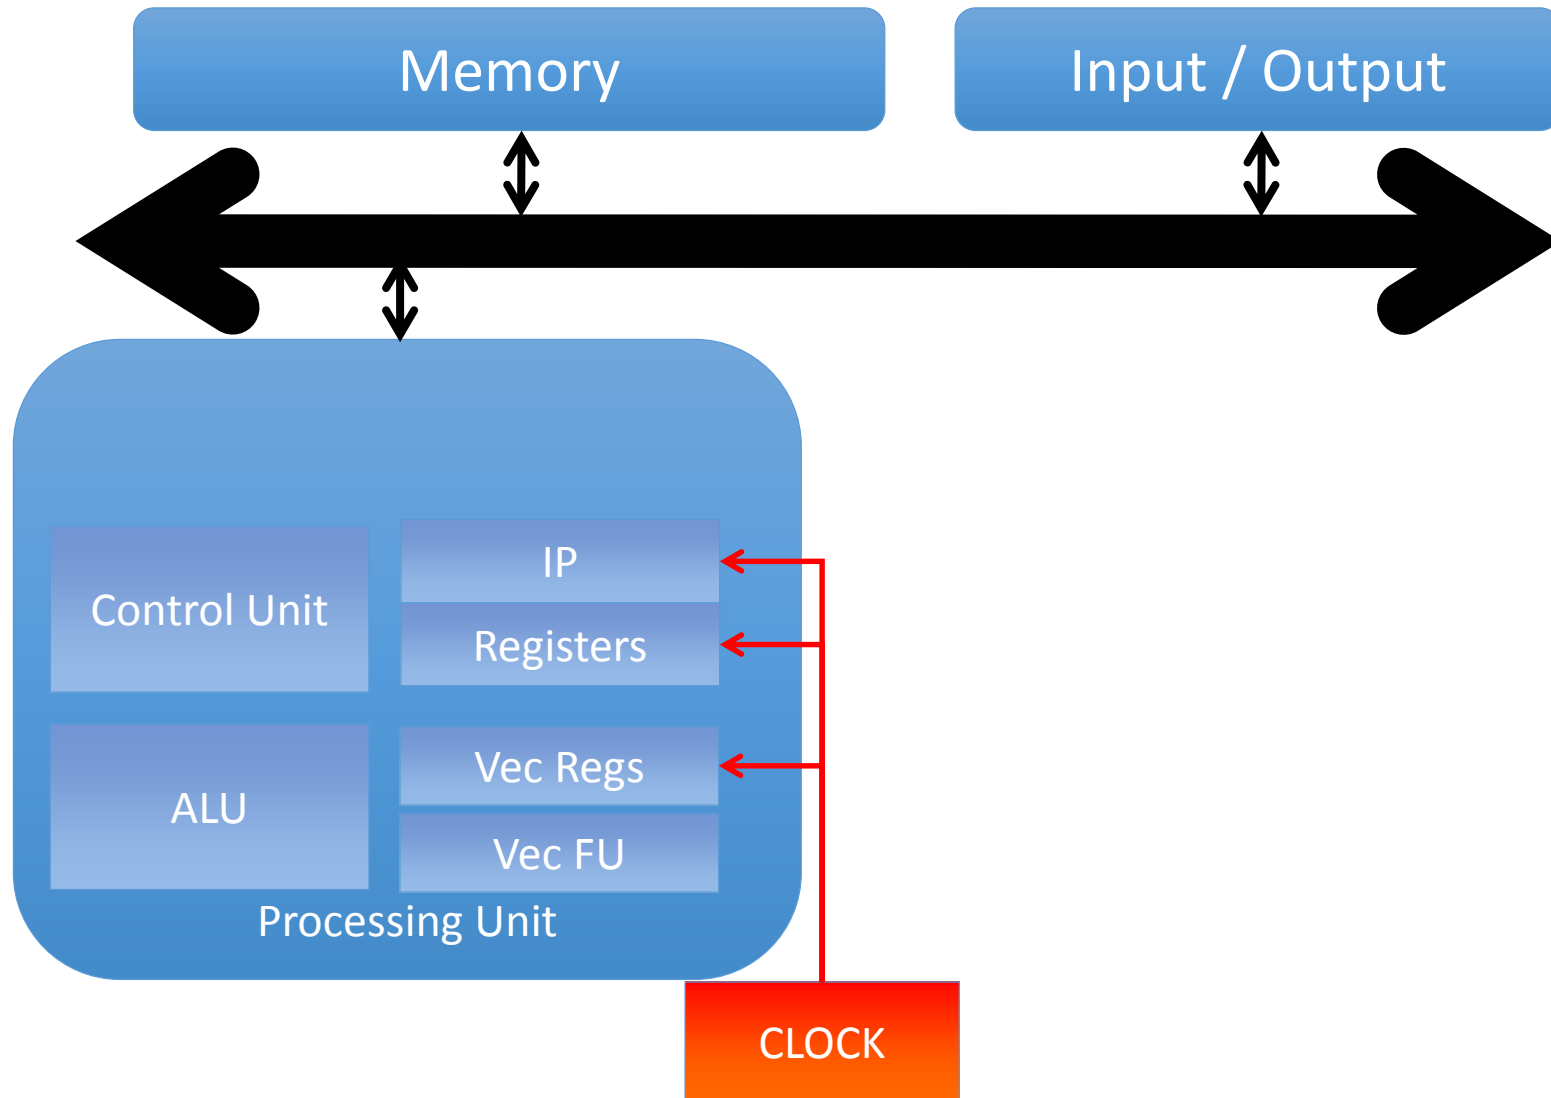 Memory
Input / Output
Control Unit
IP
Registers
ALU
Vec Regs
Vec FU
Processing Unit
CLOCK